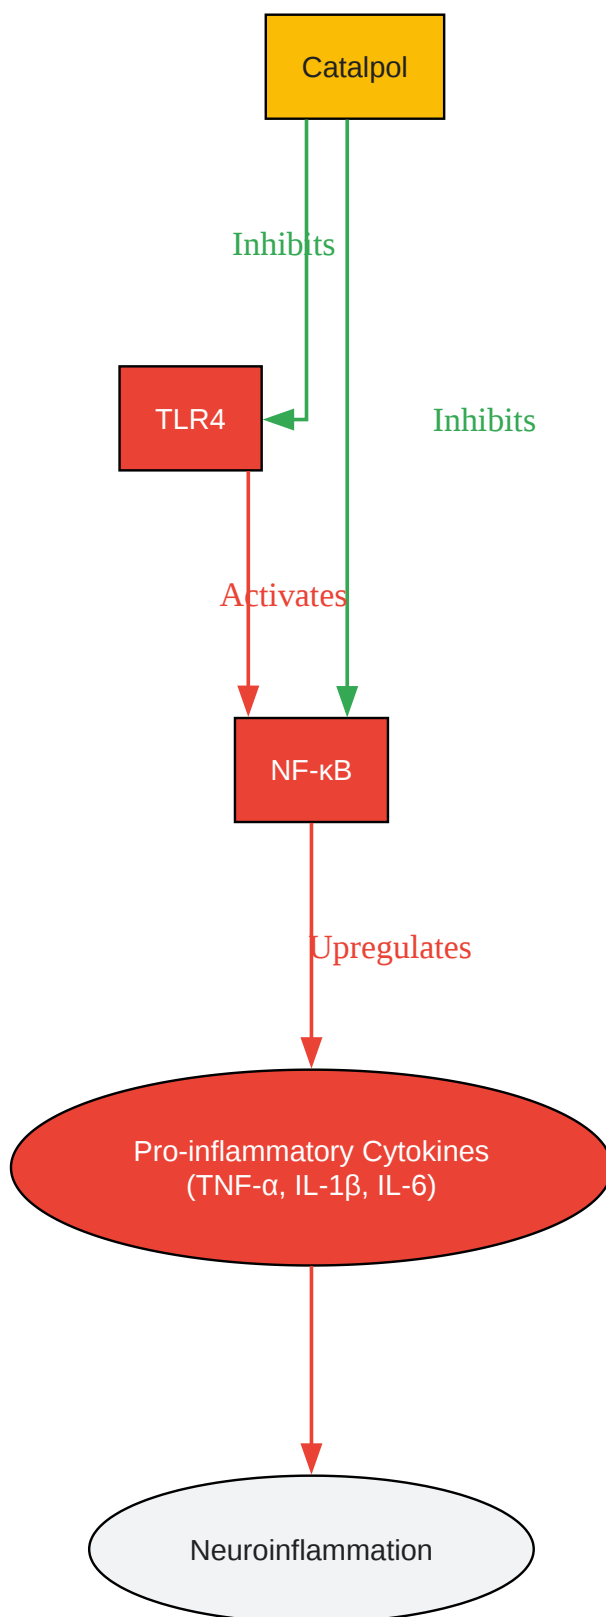 Catalpol
Inhibits
TLR4
Inhibits
Activates
NF-κB
Upregulates
Pro-inflammatory Cytokines
(TNF-α, IL-1β, IL-6)
Neuroinflammation